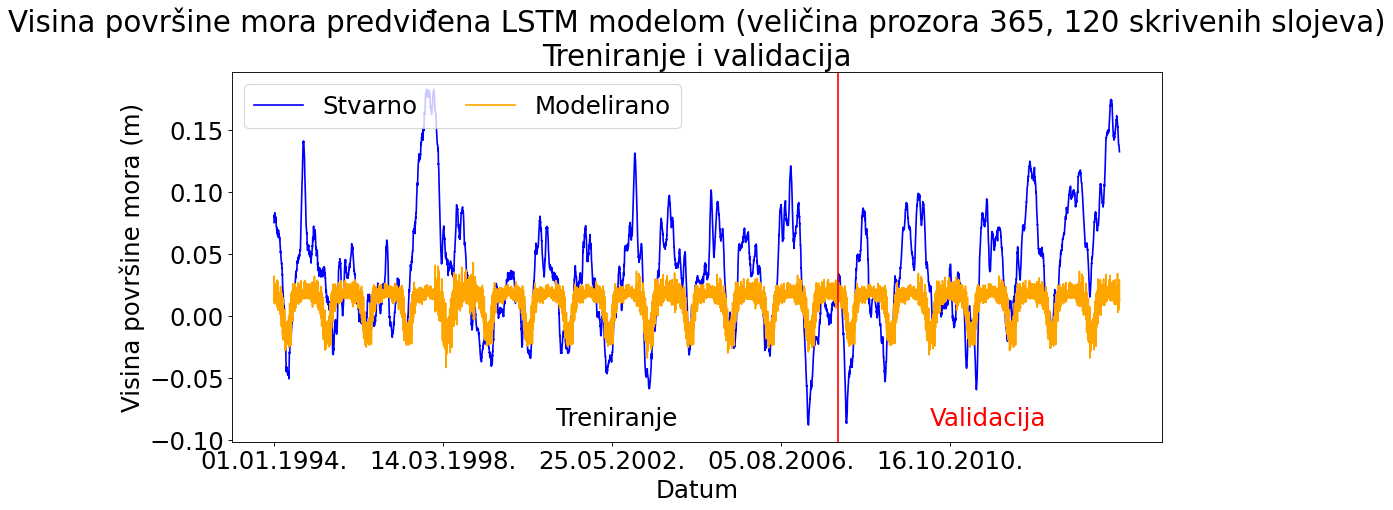 Visina površine mora predviđena LSTM modelom (veličina prozora 365, 120 skrivenih slojeva)
Treniranje i validacija
Stvarno
Modelirano
Visina površine mora (m)
0.15
0.10
0.05
0.00
−0.05
−0.10
Treniranje
Validacija
01.01.1994.
14.03.1998.
25.05.2002.
05.08.2006.
16.10.2010.
Datum